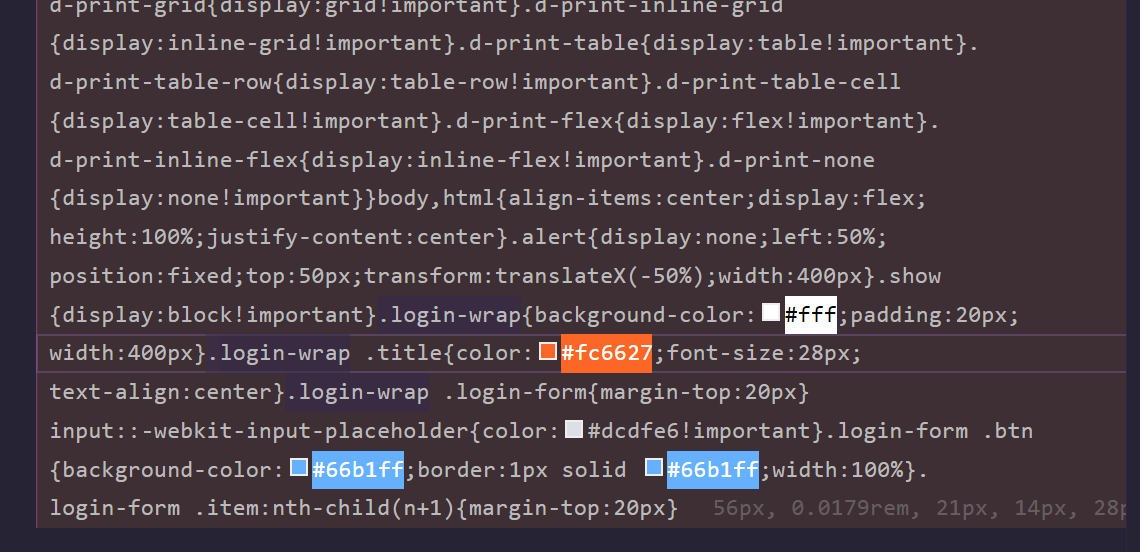 d-print-grid{display:grid!important}.d-print-inline-grid
{display:inline-grid!important}.d-print-table{display:table!important}.
d-print-table-row{display:table-row!important}.d-print-table-cell
{display:table-cell!important}.d-print-flex{display:flex!important}.
d-print-inline-flex{display:inline-flex!important}.d-print-none
{display:none!important}}body,html{align-items:center;display:flex;
height:100%;justify-content:center}.alert{display:none;left:50%;
position:fixed;top:50px;transform:translateX(-50%);width:400px}.show
{display:block!important}.login-wrap{background-color:#fff;padding:20px;
width:400px}.login-wrap .title{color:#fc6627;font-size:28px;
text-align:center}.login-wrap .login-form{margin-top:20px}
input::-webkit-input-placeholder{color:#dcdfe6!important}.login-form .btn
{background-color:#66b1ff;border:1px solid #66b1ff;width:100%}.
login-form .item:nth-child(n+1){margin-top:20px} 56px, 0.0179rem, 21px, 14px,